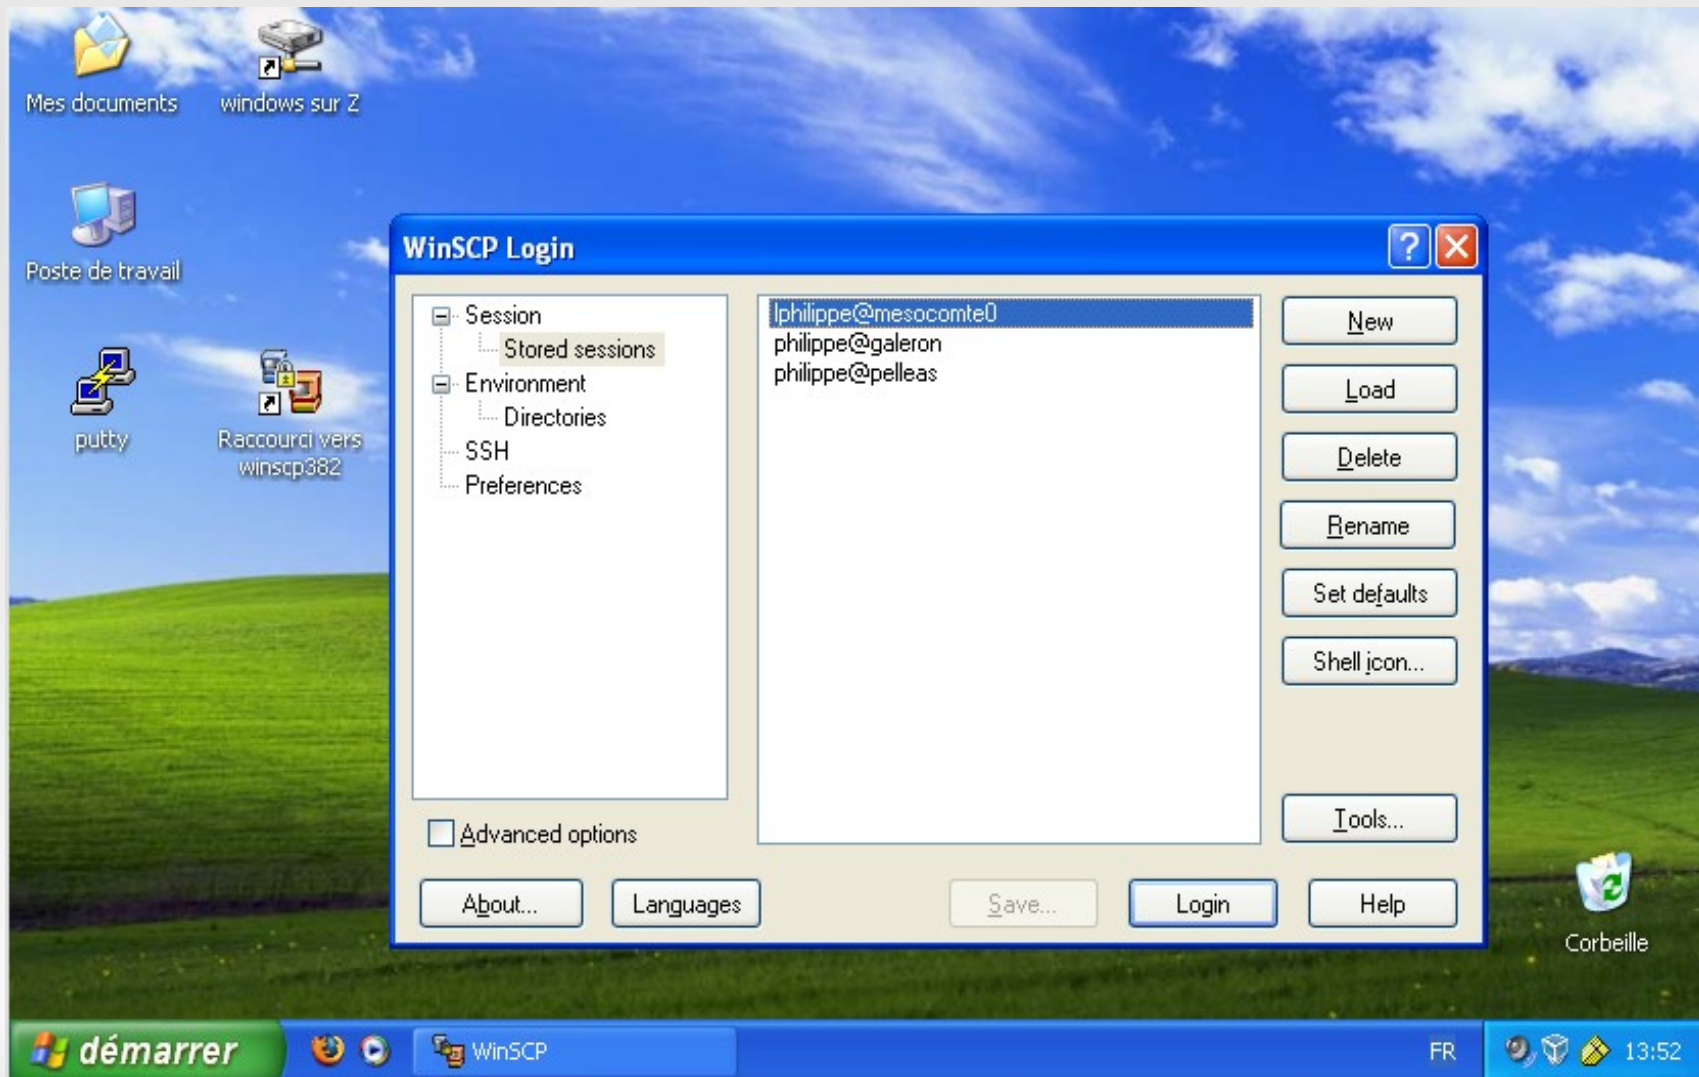 Mes documents
windows sur Z
Poste de travail
putty
Raccourci vers
winscp382
WinSCP Login
Session
Stored sessions
Environment
Directories
SSH
Preferences
Advanced options
lphilippe@mesocomte0
philippe@galeron
philippe@pelleas
New
Load
Delete
Rename
Set defaults
Shell icon...
Tools...
About...
Languages
Save...
Login
Help
Corbeille
démarrer
WinSCP
FR
13:52